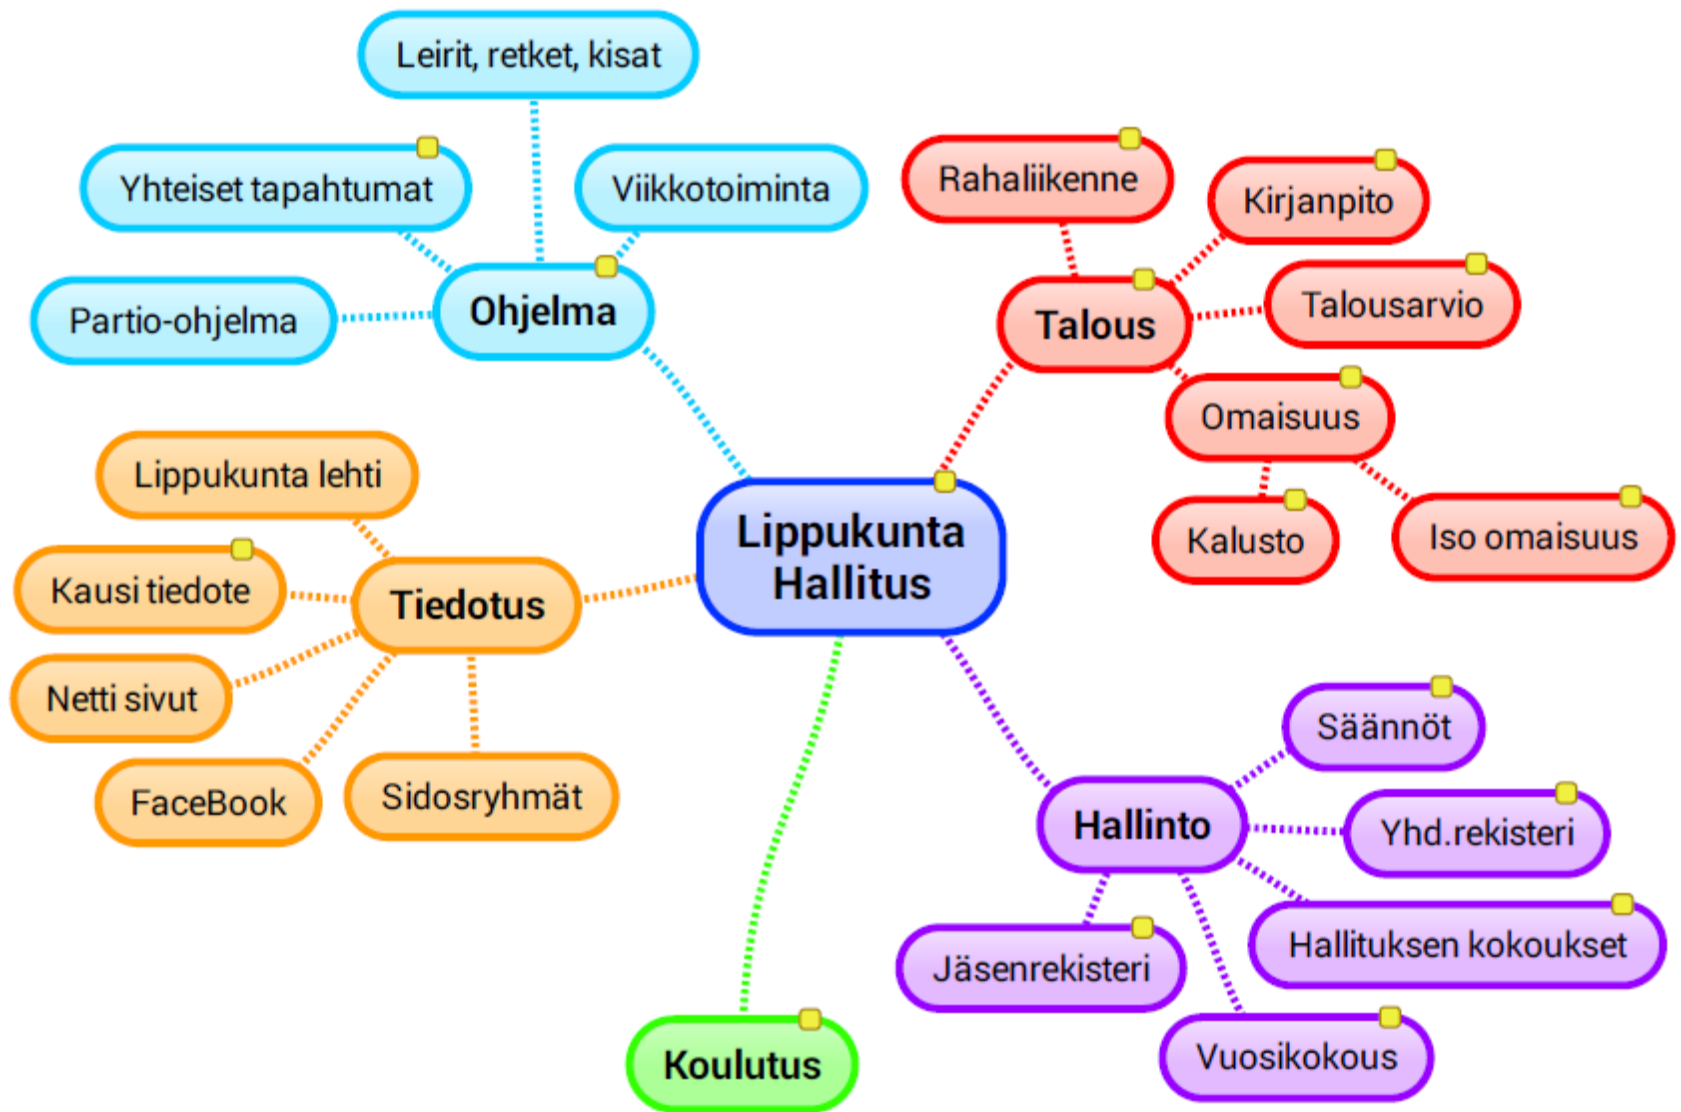 Leirit, retket, kisat
Yhteiset tapahtumat
Viikkotoiminta
Partio-ohjelma
Ohjelma
Rahaliikenne
Kirjanpito
Talousarvio
Talous
Omaisuus
Kalusto
Iso omaisuus
Lippukunta
Hallitus
Lippukunta lehti
Kausi tiedote
Tiedotus
Netti sivut
FaceBook
Sidosryhmät
Säännöt
Hallinto
Yhd.rekisteri
Hallituksen kokoukset
Jäsenrekisteri
Vuosikokous
Koulutus